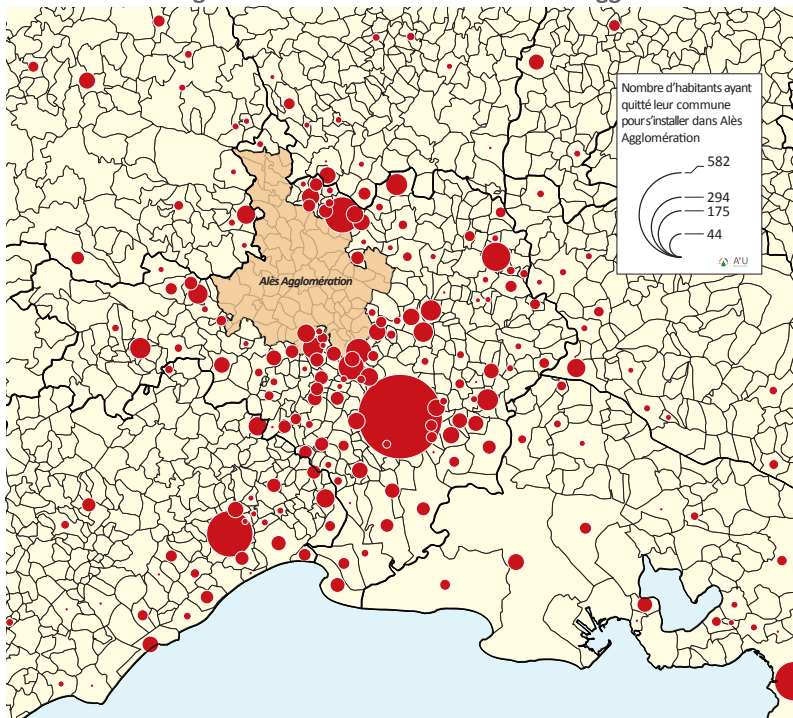 Nombre d'habitants ayant
quitté leur commune
pour s'installer dans Alès
Agglomération
582
294
175
44
A'U
Alès Agglomération